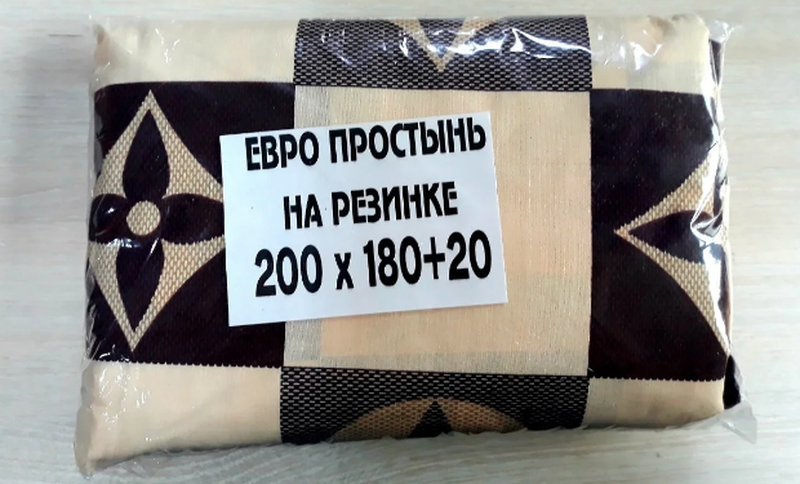 ЕВРО ПРОСТЫНЬ
НА РЕЗИНКЕ
200 х 180+20